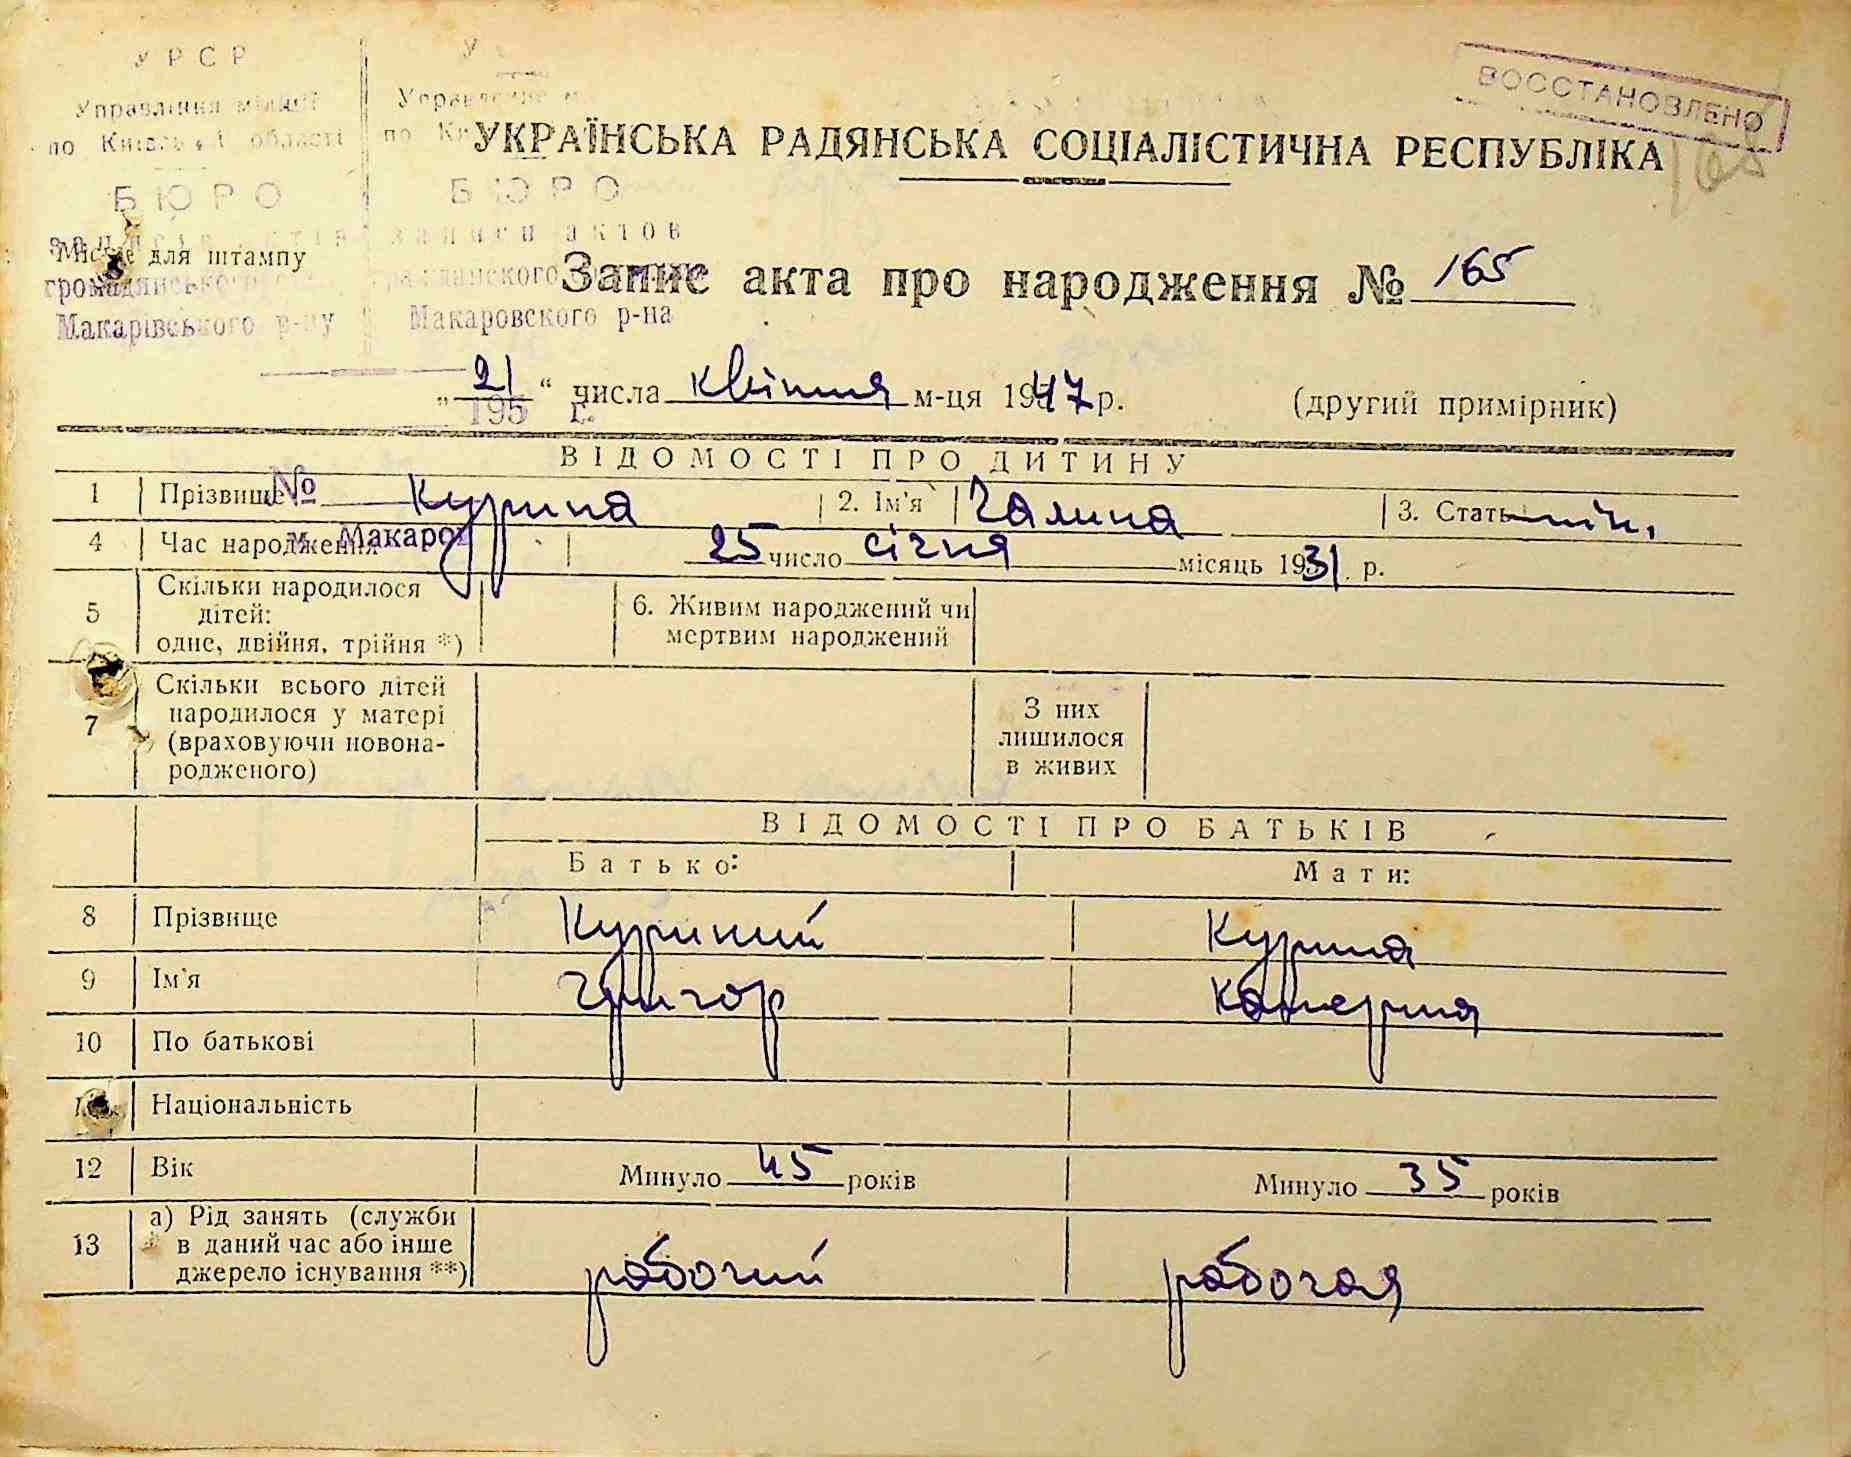 УРСР
Управління міліції
по Київській області
по
БЮРО
БЮРО
ВОССТАНОВЛЕНО
165
УКРАЇНСЬКА РАДЯНСЬКА СОЦІАЛІСТИЧНА РЕСПУБЛІКА
записи актов
Місце для штампу
громадянського
гражданского
Запис акта про народження № 165
Макарівського р-ну
Макаровского р-на
„ 21 “ числа квітня м-ця 1947 р. (другий примірник)
195 г.
ВІДОМОСТІ ПРО ДИТИНУ
1 Прізвище Курина 2. Ім'я Галина 3. Стать жін.
№
4 Час народження 25 число січня місяць 1931 р.
м. Макаров
5 Скільки народилося дітей: одне, двійня, трійня *) 6. Живим народжений чи мертвим народжений
7 Скільки всього дітей народилося у матері (враховуючи новонародженого) З них лишилося в живих
ВІДОМОСТІ ПРО БАТЬКІВ
Батько: Мати:
8 Прізвище Куриний Курина
9 Ім'я Григор Катерина
10 По батькові
11 Національність
12 Вік Минуло 45 років Минуло 35 років
13 а) Рід занять (служби в даний час або інше джерело існування **) рабочий рабочая